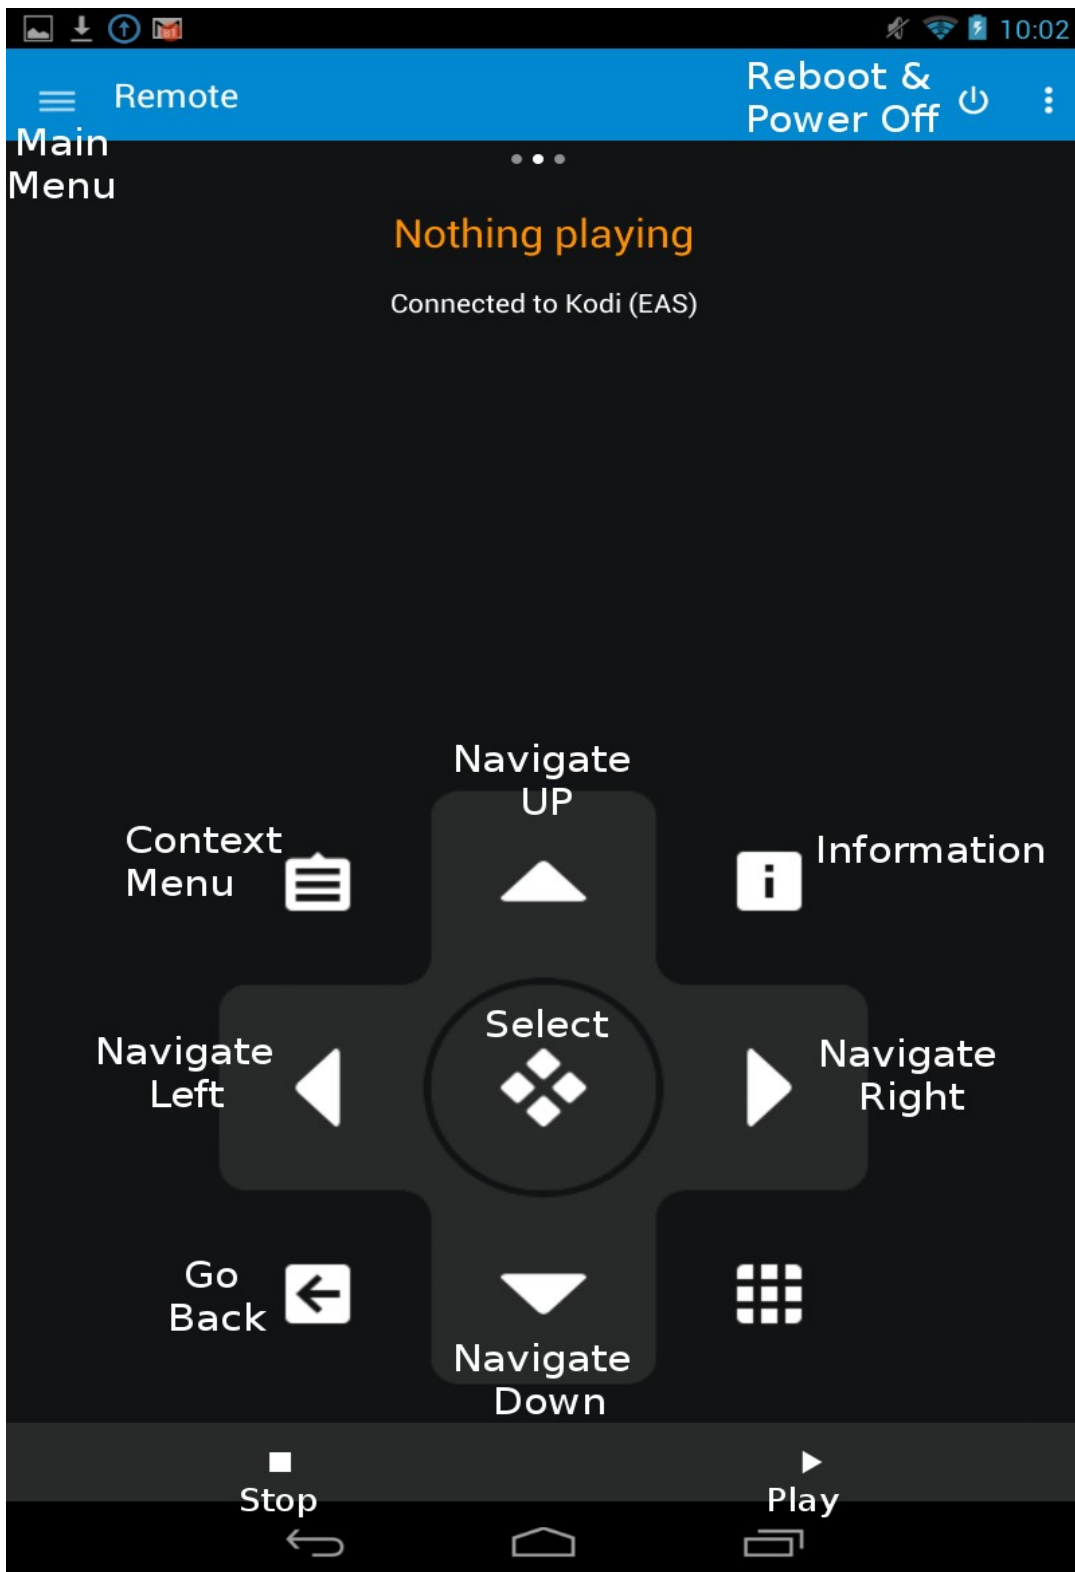 10:02
Remote
Reboot &
Power Off
Main
Menu
Nothing playing
Connected to Kodi (EAS)
Navigate
UP
Context
Menu
Information
Select
Navigate
Left
Navigate
Right
Go
Back
Navigate
Down
Stop
Play